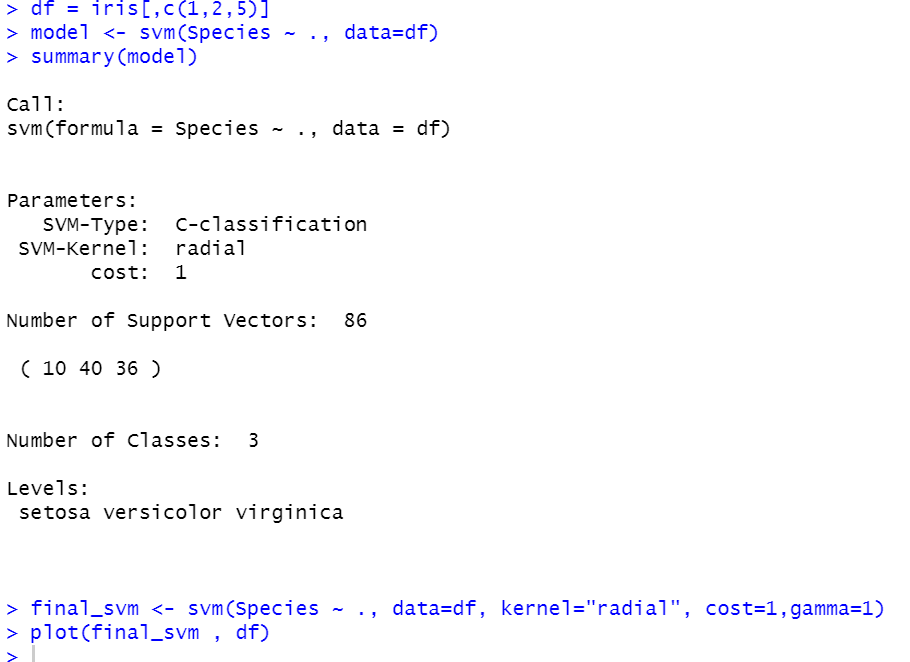 > df = iris[,c(1,2,5)]
> model <- svm(Species ~ ., data=df)
> summary(model)
Call:
svm(formula = Species ~ ., data = df)
Parameters:
SVM-Type: C-classification
SVM-Kernel: radial
cost: 1
Number of Support Vectors: 86
( 10 40 36 )
Number of Classes: 3
Levels:
setosa versicolor virginica
> final_svm <- svm(Species ~ ., data=df, kernel="radial", cost=1,gamma=1)
> plot(final_svm , df)
>